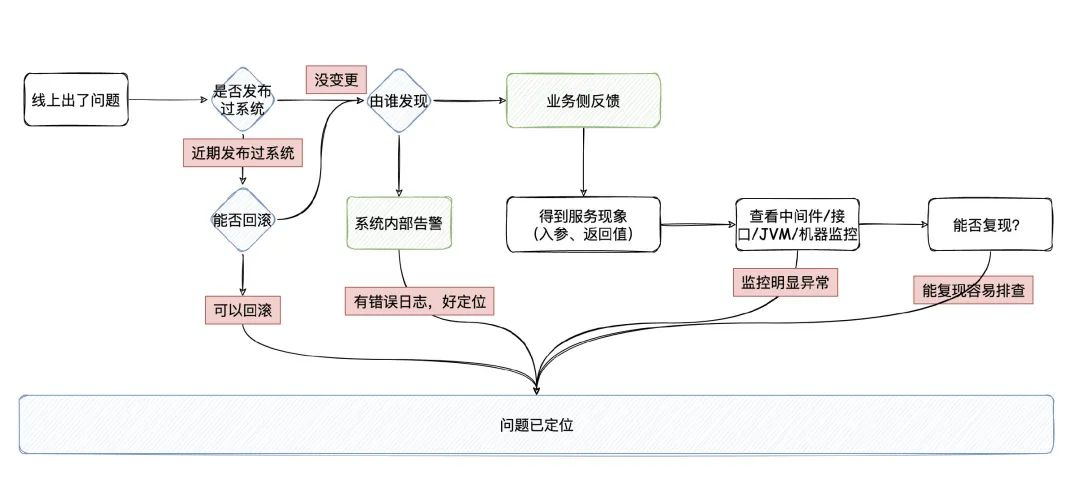 线上出了问题
是否发布
过系统
没变更
由谁发现
业务侧反馈
近期发布过系统
能否回滚
系统内部告警
得到服务现象
（入参、返回值）
查看中间件/接
口/JVM/机器监控
能否复现？
可以回滚
有错误日志，好定位
监控明显异常
能复现容易排查
问题已定位